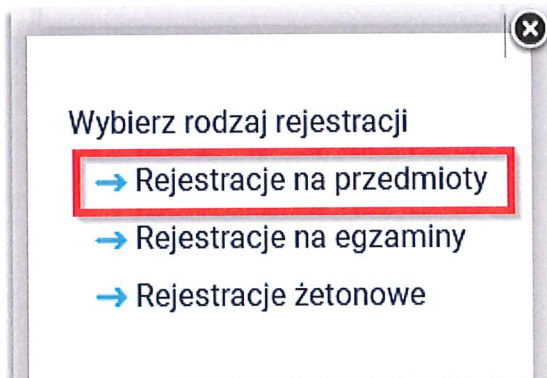 Wybierz rodzaj rejestracji
→ Rejestracje na przedmioty
→ Rejestracje na egzaminy
→ Rejestracje żetonowe